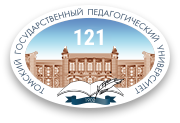 ТОМСКИЙ ГОСУДАРСТВЕННЫЙ ПЕДАГОГИЧЕСКИЙ УНИВЕРСИТЕТ
121